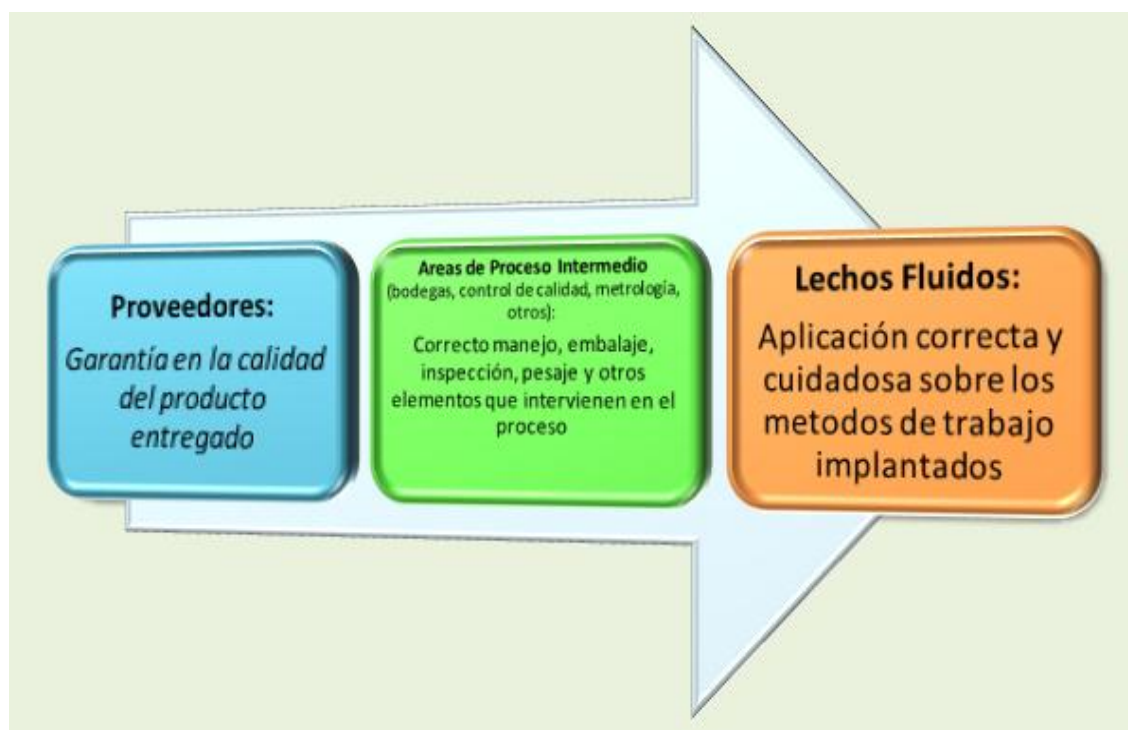 Proveedores:
Garantía en la calidad
del producto
entregado
Areas de Proceso Intermedio
(bodegas, control de calidad, metrología,
otros):
Correcto manejo, embalaje,
inspección, pesaje y otros
elementos que intervienen en el
proceso
Lechos Fluidos:
Aplicación correcta y
cuidadosa sobre los
metodos de trabajo
implantados